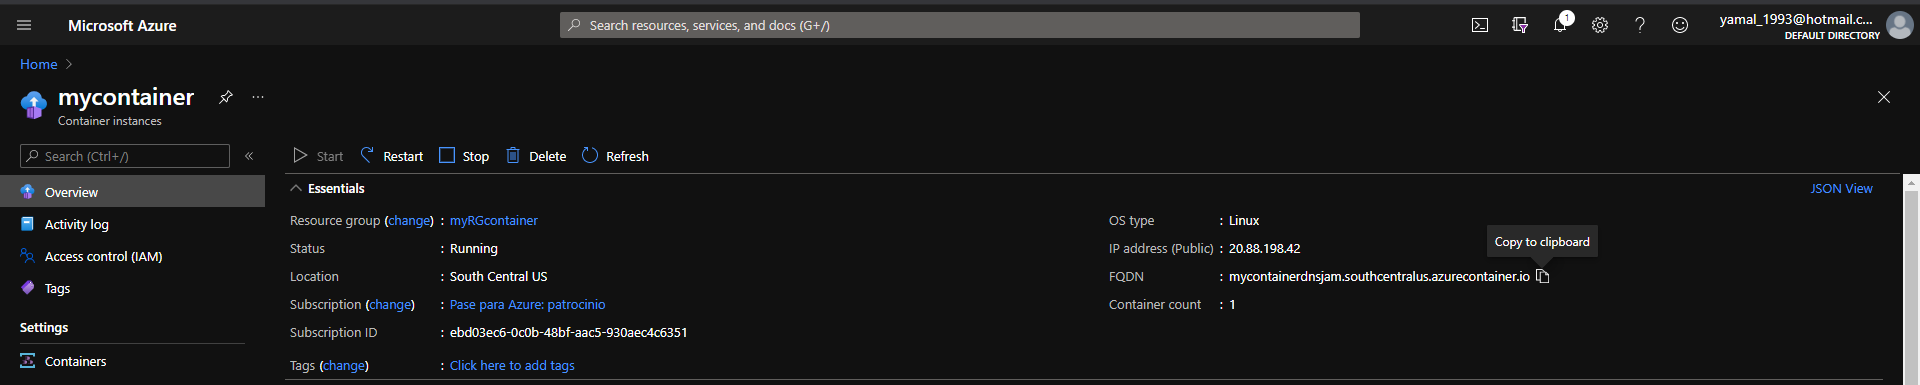 Microsoft Azure
Search resources, services, and docs (G+/)
1
yamal_1993@hotmail.c...
DEFAULT DIRECTORY
Home >
mycontainer
Container instances
Search (Ctrl+/)
«
Start Restart Stop Delete Refresh
Overview
Activity log
Access control (IAM)
Tags
Settings
Containers
Essentials
JSON View
Resource group (change) : myRGcontainer
Status : Running
Location : South Central US
Subscription (change) : Pase para Azure: patrocinio
Subscription ID : ebd03ec6-0c0b-48bf-aac5-930aec4c6351
Tags (change) : Click here to add tags
OS type : Linux
IP address (Public) : 20.88.198.42
Copy to clipboard
FQDN : mycontainerdnsjam.southcentralus.azurecontainer.io
Container count : 1